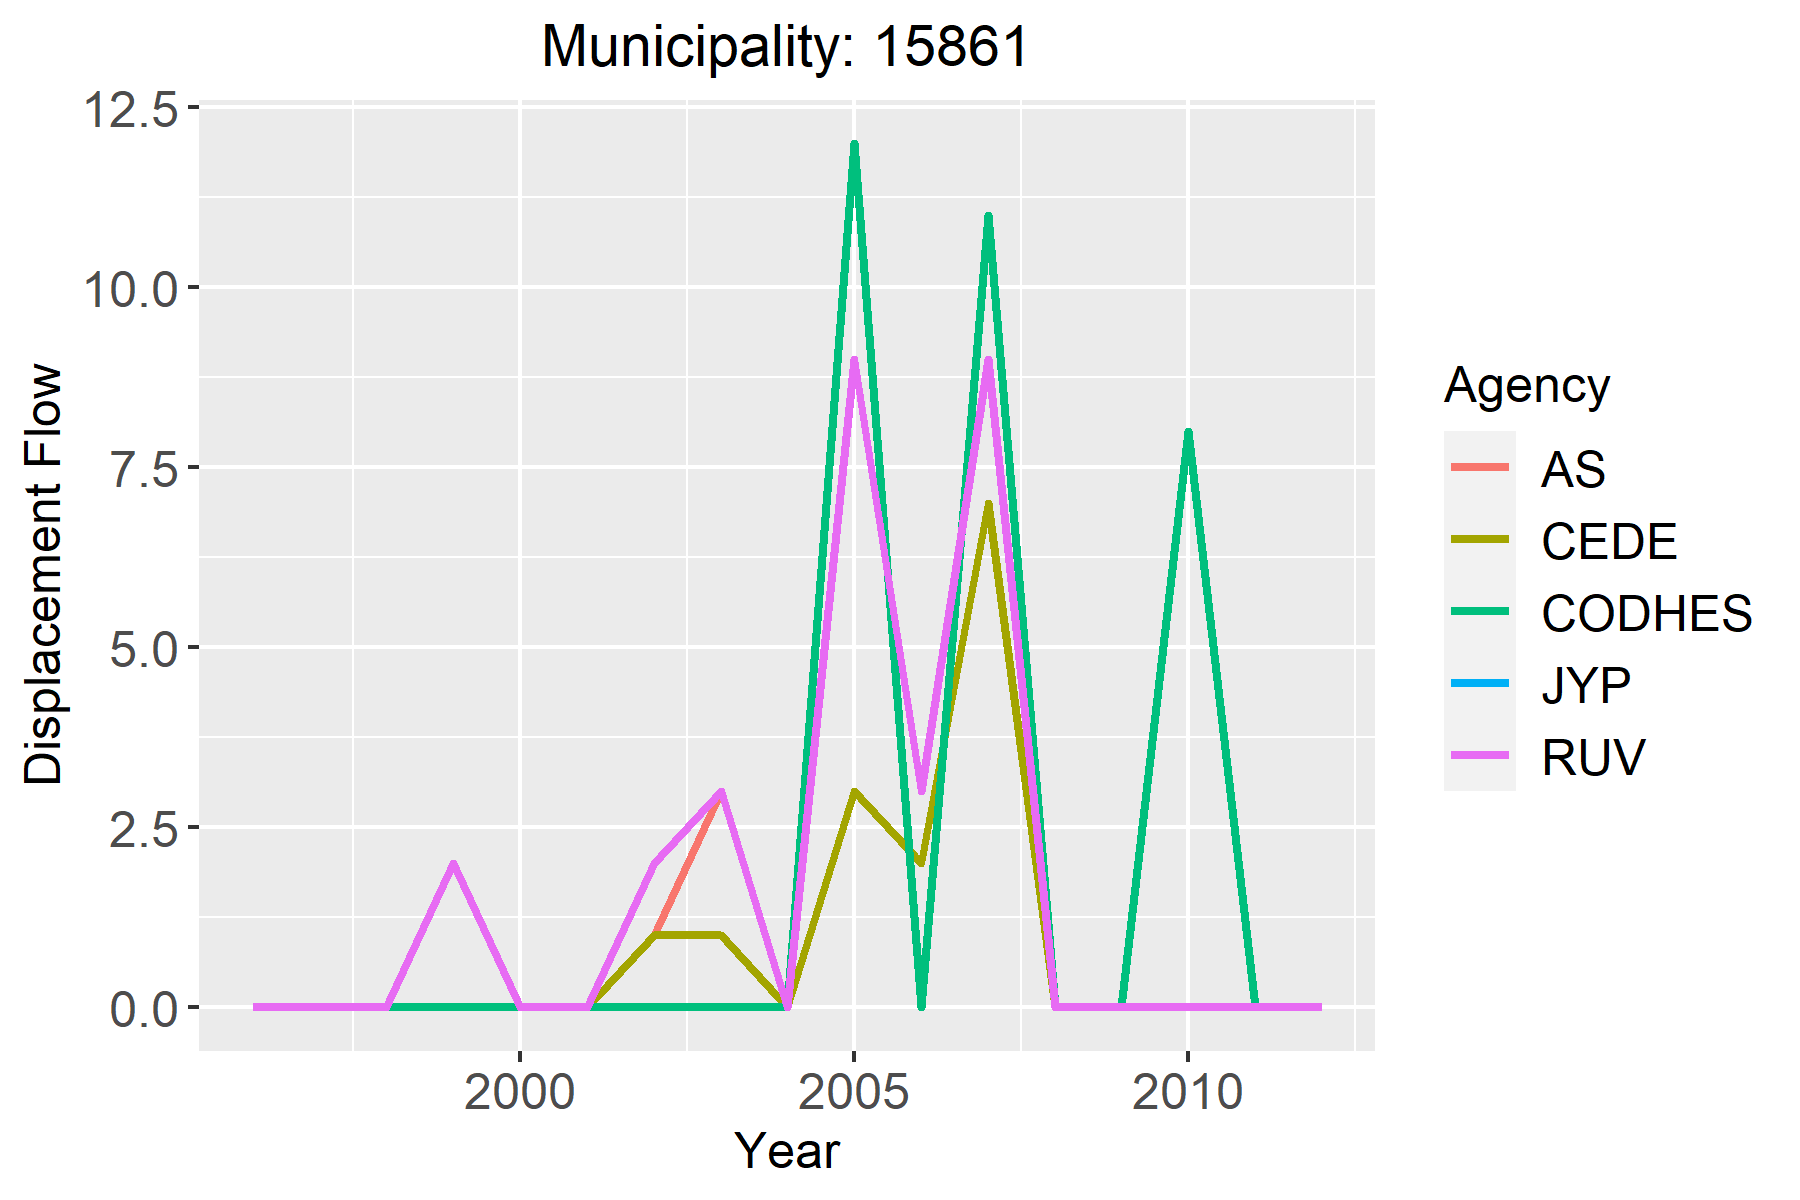 Municipality: 15861
12.5
10.0
7.5
5.0
2.5
0.0
Displacement Flow
2000 2005 2010
Year
Agency
AS
CEDE
CODHES
JYP
RUV